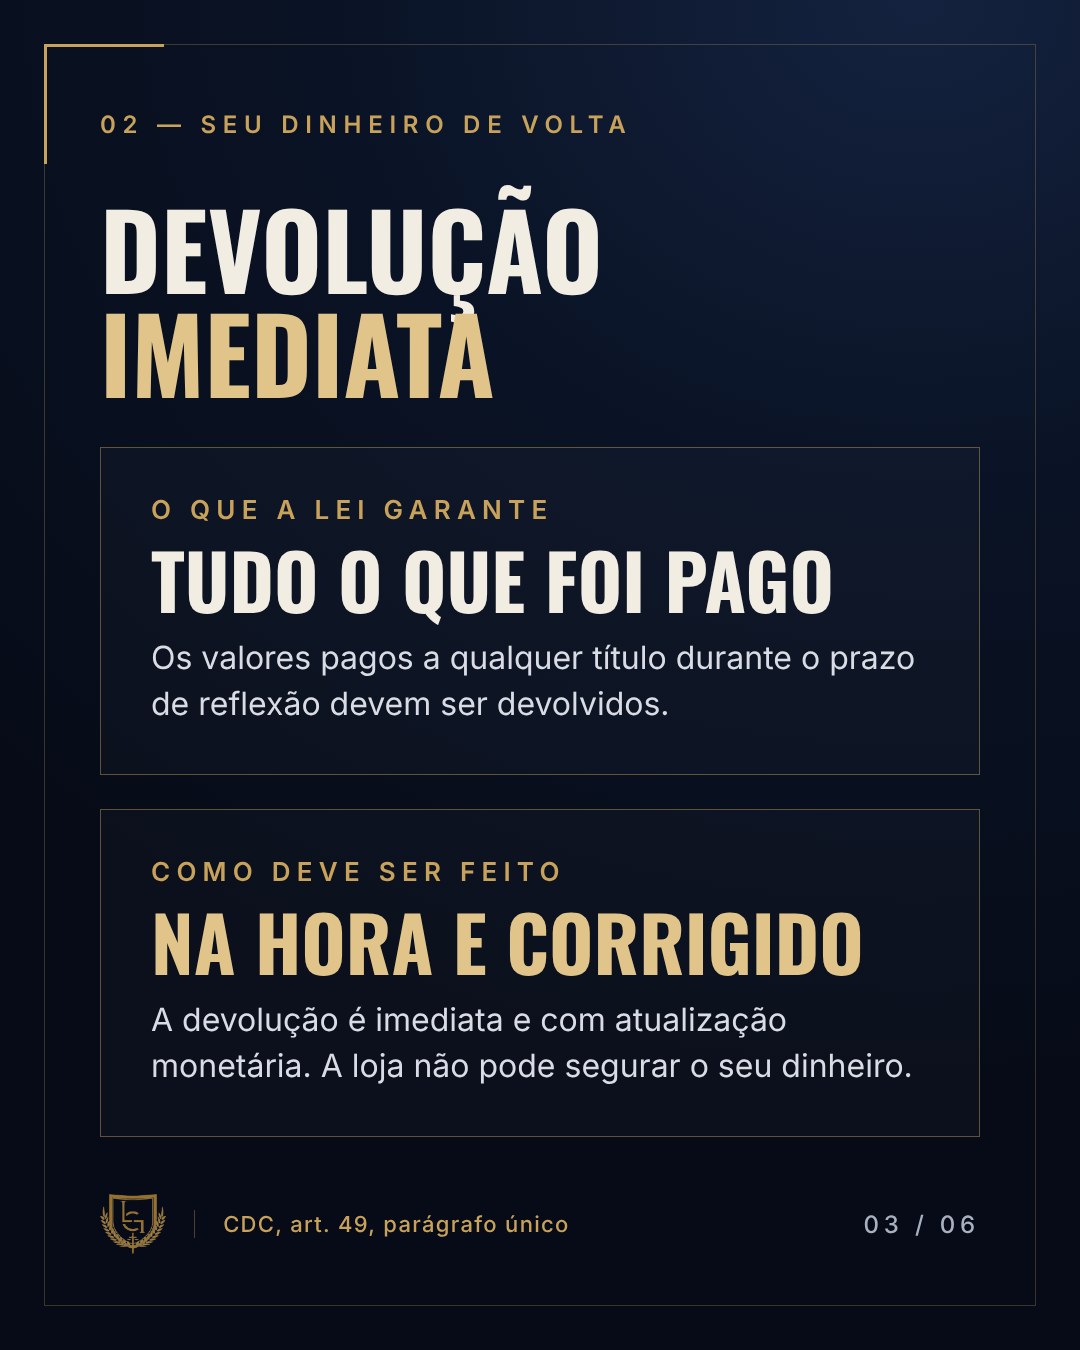 02 — SEU DINHEIRO DE VOLTA
DEVOLUÇÃO
IMEDIATA
O QUE A LEI GARANTE
TUDO O QUE FOI PAGO
Os valores pagos a qualquer título durante o prazo
de reflexão devem ser devolvidos.
COMO DEVE SER FEITO
NA HORA E CORRIGIDO
A devolução é imediata e com atualização
monetária. A loja não pode segurar o seu dinheiro.
LG
CDC, art. 49, parágrafo único
03 / 06